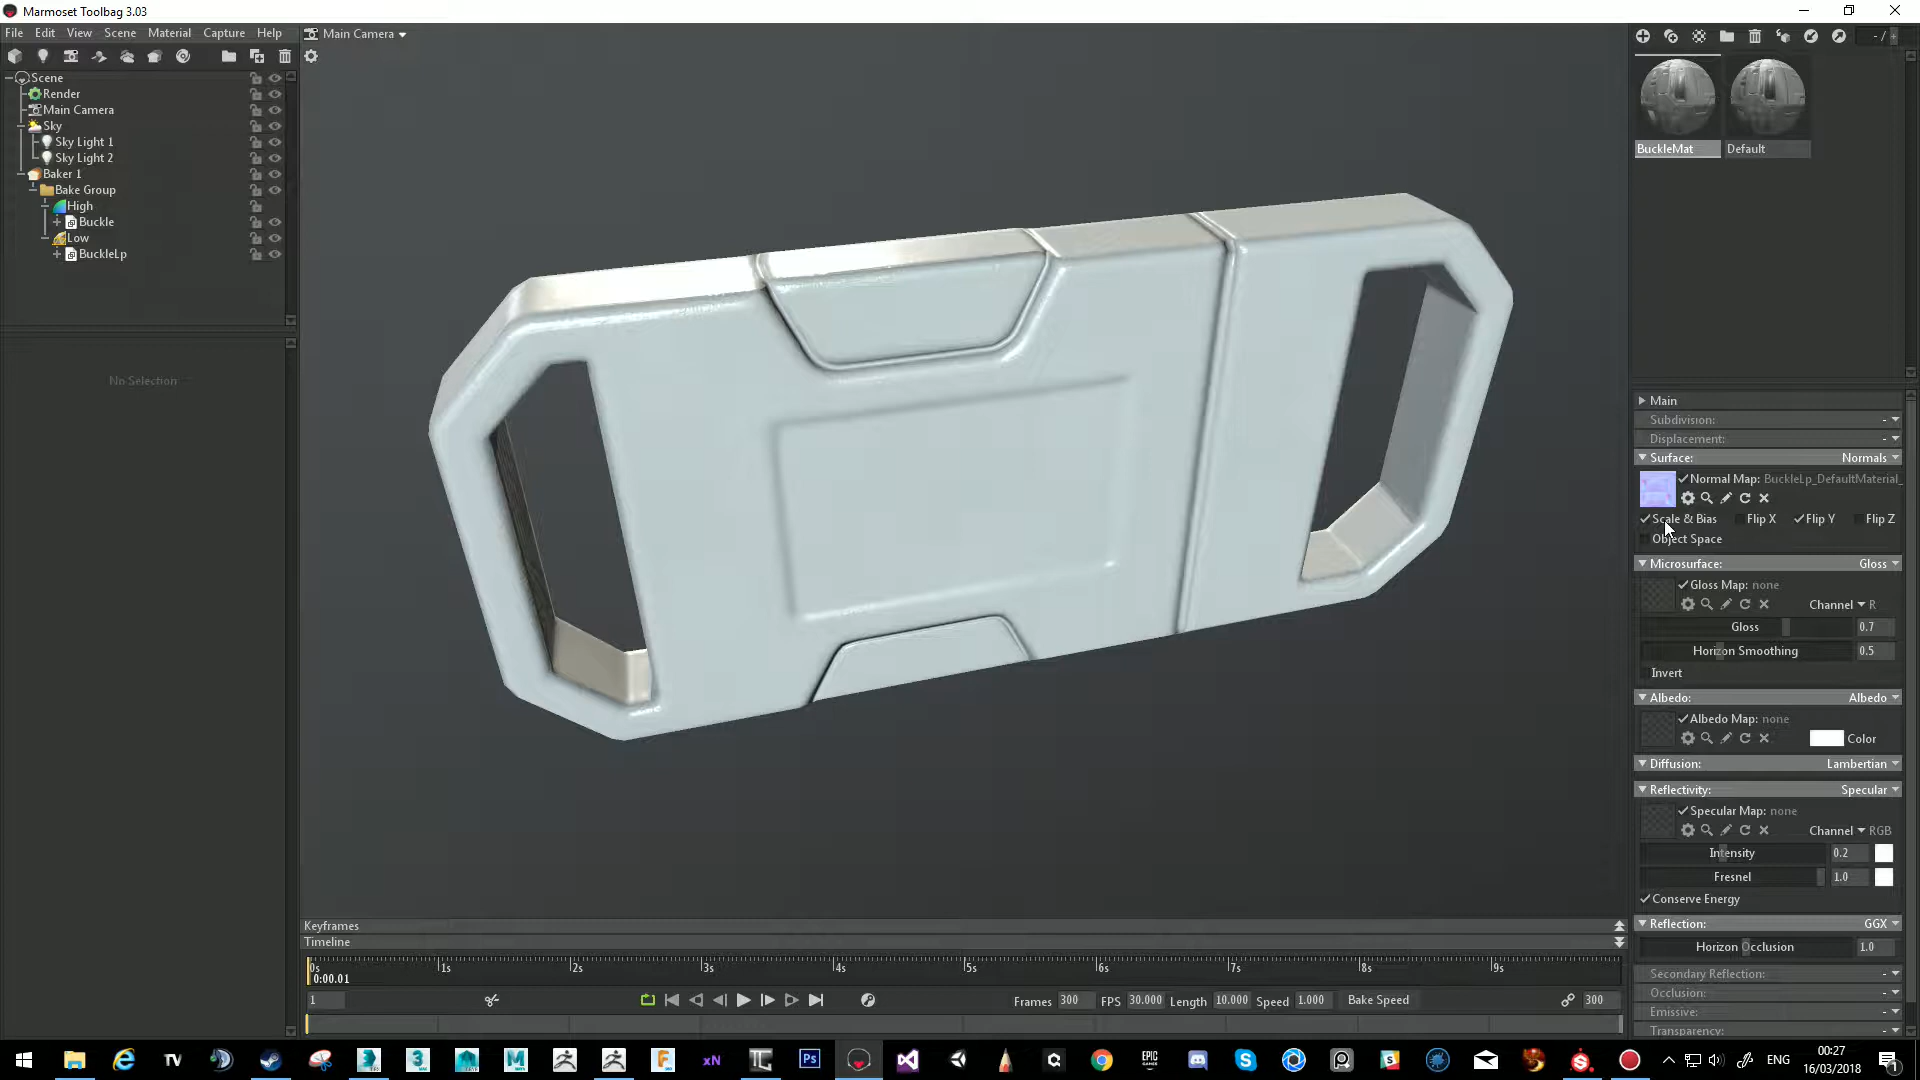 Marmoset Toolbag 3.03
File Edit View Scene Material Capture Help
Main Camera
- /
Scene
Render
Main Camera
Sky
Sky Light 1
Sky Light 2
Baker 1
Bake Group
High
Buckle
Low
BuckleLp
No Selection
BuckleMat Default
Main
Subdivision: -
Displacement: -
Surface: Normals
Normal Map: BuckleLp_DefaultMaterial_
Scale & Bias Flip X Flip Y Flip Z
Object Space
Microsurface: Gloss
Gloss Map: none
Channel R
Gloss 0.7
Horizon Smoothing 0.5
Invert
Albedo: Albedo
Albedo Map: none
Color
Diffusion: Lambertian
Reflectivity: Specular
Specular Map: none
Channel RGB
Intensity 0.2
Fresnel 1.0
Conserve Energy
Reflection: GGX
Horizon Occlusion 1.0
Secondary Reflection: -
Occlusion: -
Emissive: -
Transparency: -
Keyframes
Timeline
0s 1s 2s 3s 4s 5s 6s 7s 8s 9s
0:00.01
1 Frames 300 FPS 30.000 Length 10.000 Speed 1.000 Bake Speed 300
TV xN Ps EPIC GAMES ENG 00:27
16/03/2018